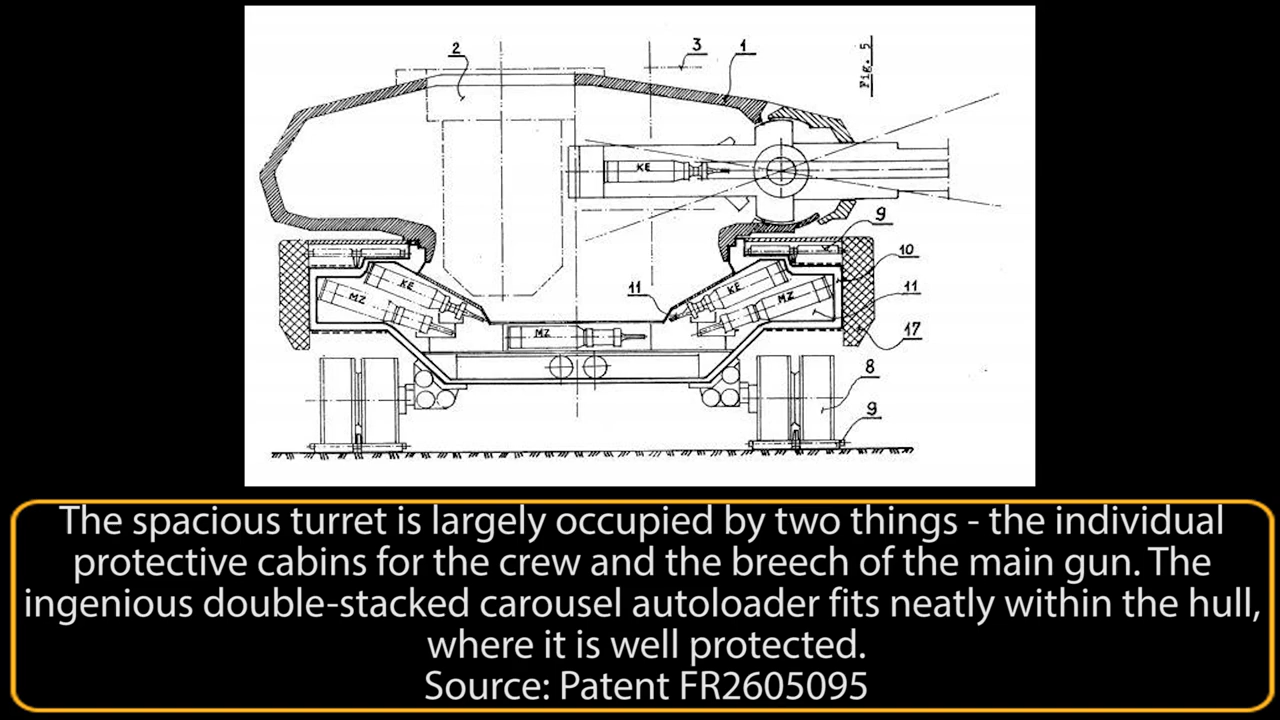 2
3
1
Fig. 5
KE
9
10
MZ
KE
11
KE
MZ
11
MZ
17
8
9
The spacious turret is largely occupied by two things - the individual
protective cabins for the crew and the breech of the main gun. The
ingenious double-stacked carousel autoloader fits neatly within the hull,
where it is well protected.
Source: Patent FR2605095